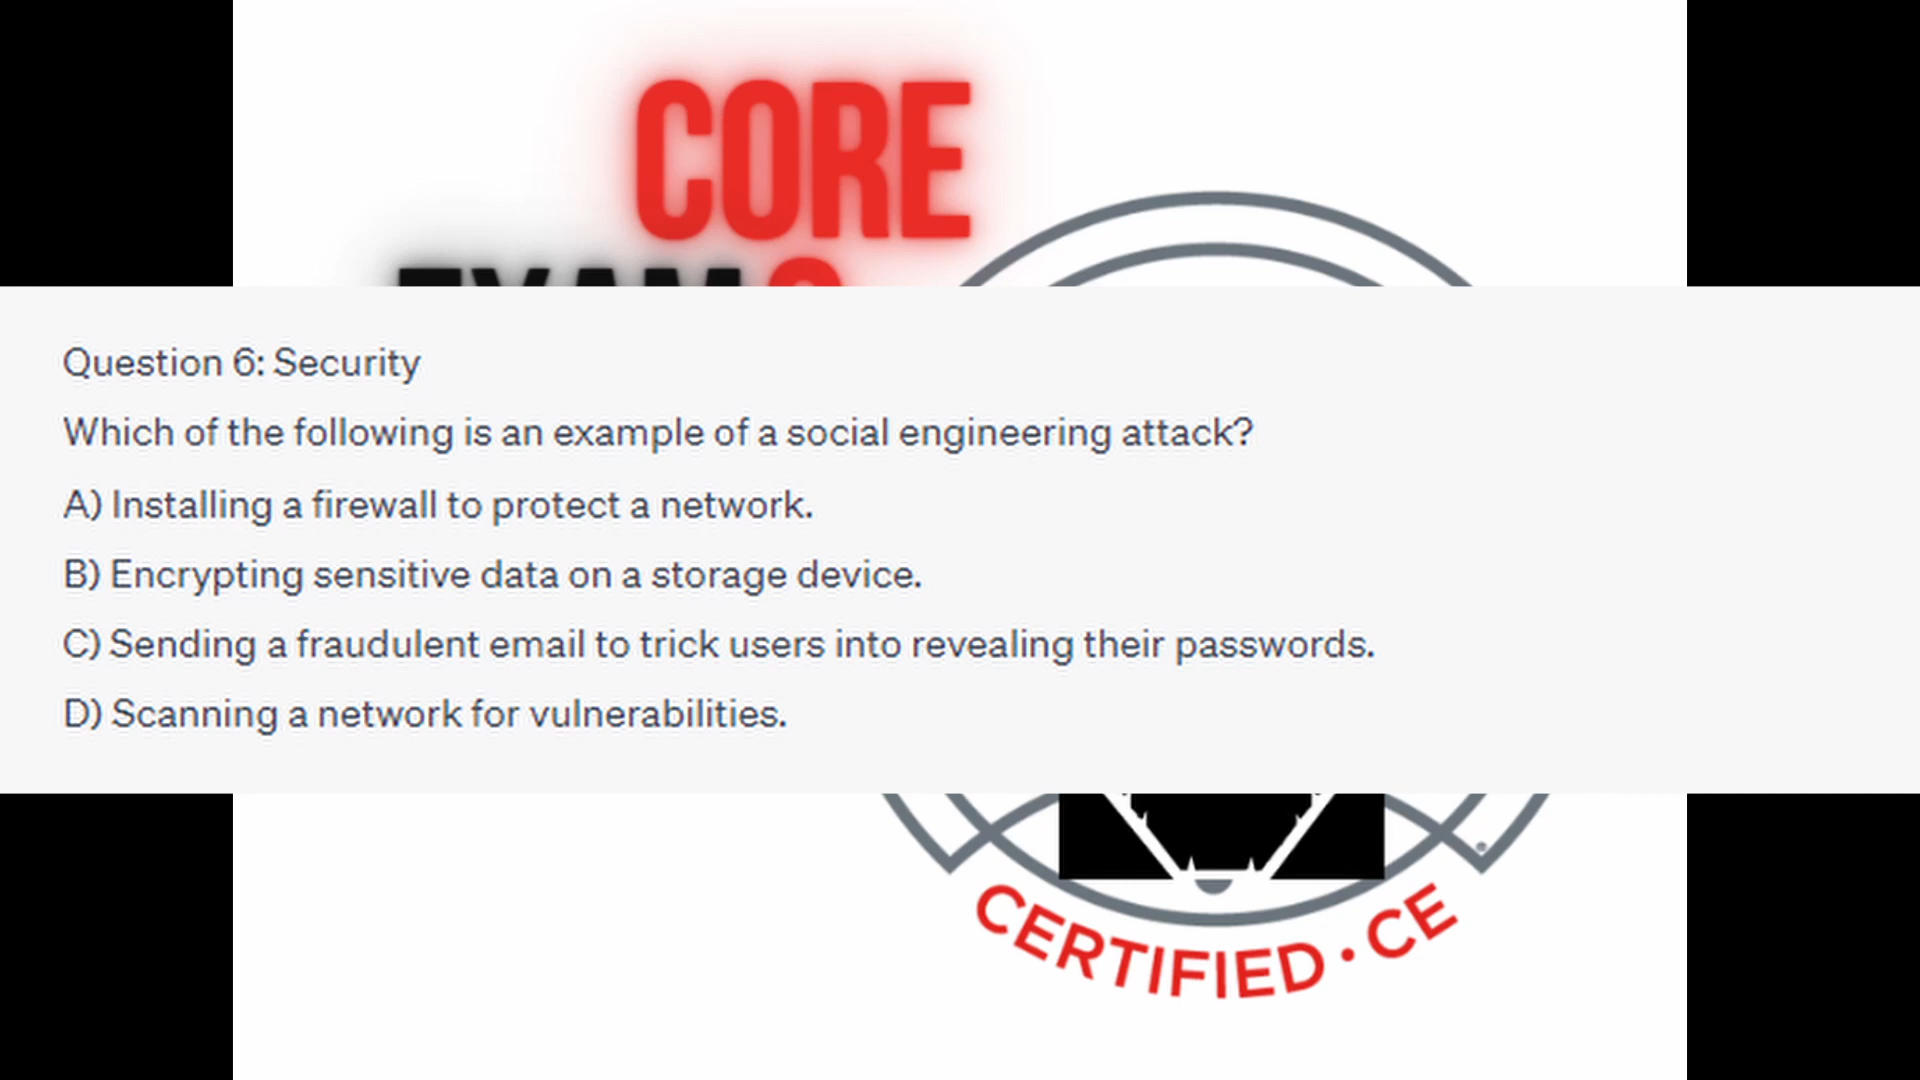 CORE
EXAM
Question 6: Security
Which of the following is an example of a social engineering attack?
A) Installing a firewall to protect a network.
B) Encrypting sensitive data on a storage device.
C) Sending a fraudulent email to trick users into revealing their passwords.
D) Scanning a network for vulnerabilities.
CERTIFIED · CE